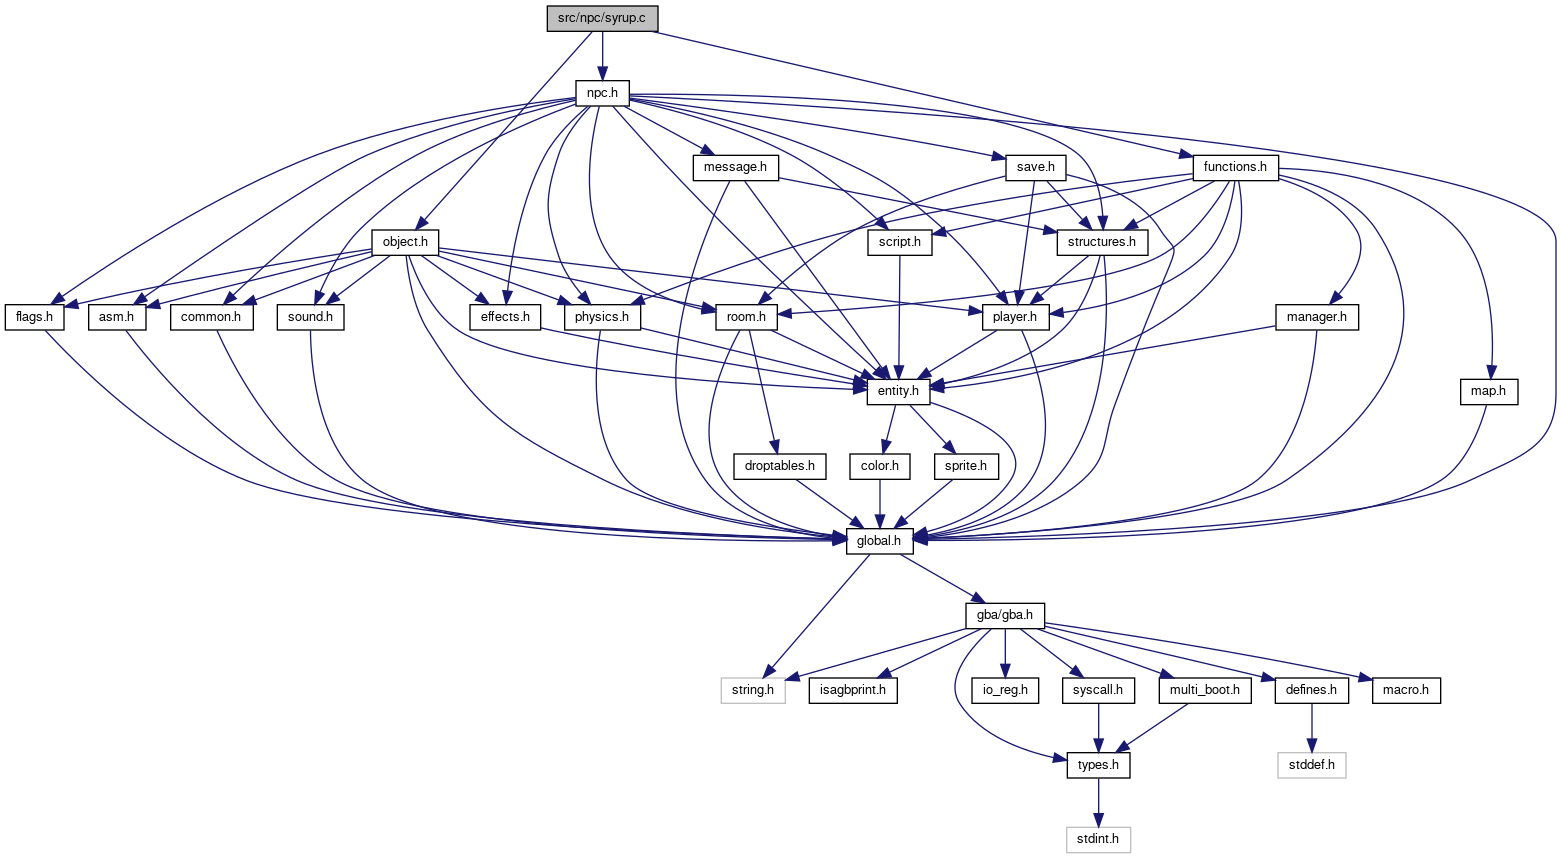 src/npc/syrup.c
npc.h
message.h
save.h
functions.h
object.h
script.h
structures.h
flags.h
asm.h
common.h
sound.h
effects.h
physics.h
room.h
player.h
manager.h
entity.h
map.h
droptables.h
color.h
sprite.h
global.h
gba/gba.h
string.h
isagbprint.h
io_reg.h
syscall.h
multi_boot.h
defines.h
macro.h
types.h
stddef.h
stdint.h